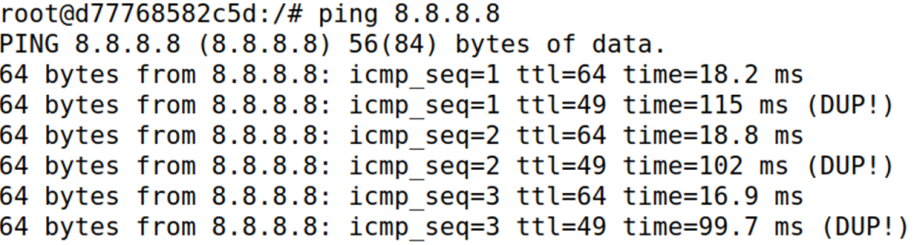 root@d77768582c5d:/# ping 8.8.8.8
PING 8.8.8.8 (8.8.8.8) 56(84) bytes of data.
64 bytes from 8.8.8.8: icmp_seq=1 ttl=64 time=18.2 ms
64 bytes from 8.8.8.8: icmp_seq=1 ttl=49 time=115 ms (DUP!)
64 bytes from 8.8.8.8: icmp_seq=2 ttl=64 time=18.8 ms
64 bytes from 8.8.8.8: icmp_seq=2 ttl=49 time=102 ms (DUP!)
64 bytes from 8.8.8.8: icmp_seq=3 ttl=64 time=16.9 ms
64 bytes from 8.8.8.8: icmp_seq=3 ttl=49 time=99.7 ms (DUP!)